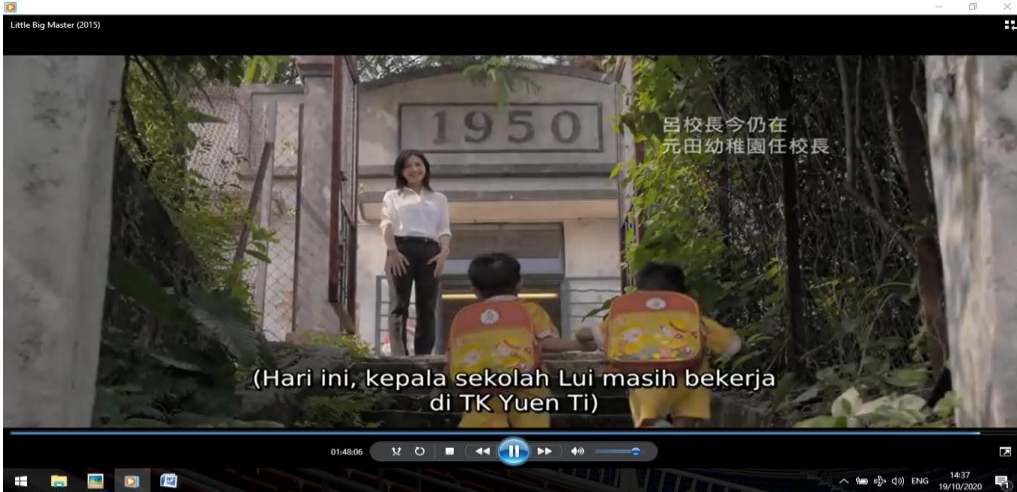 Little Big Master (2015)
1950
呂校長今仍在
元田幼稚園任校長
(Hari ini, kepala sekolah Lui masih bekerja
di TK Yuen Ti)
01:48:06
ENG
14:37
19/10/2020